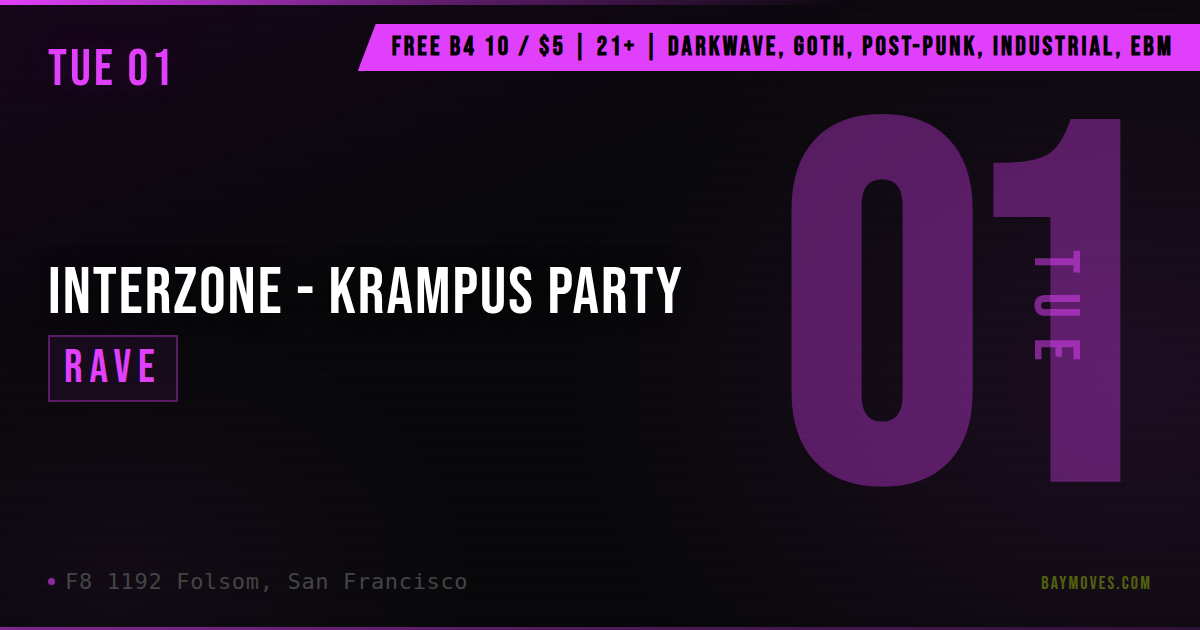 TUE 01
FREE B4 10 / $5 | 21+ | DARKWAVE, GOTH, POST-PUNK, INDUSTRIAL, EBM
01
TUE
INTERZONE - KRAMPUS PARTY
RAVE
F8 1192 Folsom, San Francisco
BAYMOVES.COM